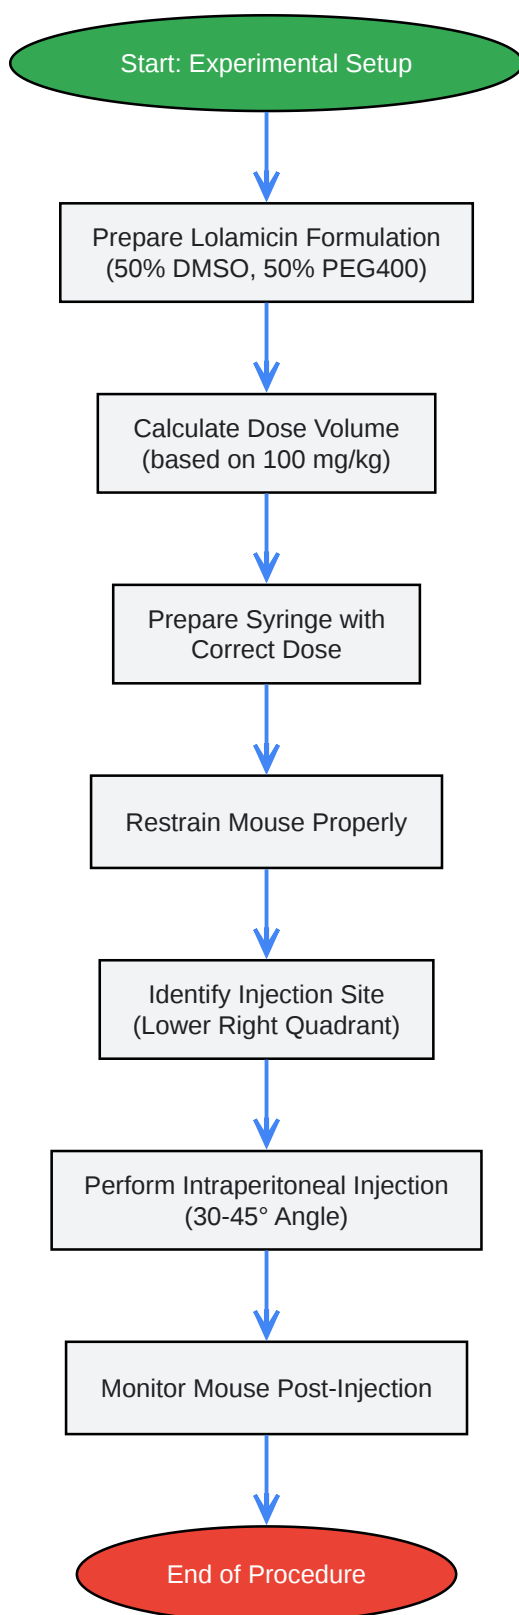 Start: Experimental Setup
Prepare Lolamicin Formulation
(50% DMSO, 50% PEG400)
Calculate Dose Volume
(based on 100 mg/kg)
Prepare Syringe with
Correct Dose
Restrain Mouse Properly
Identify Injection Site
(Lower Right Quadrant)
Perform Intraperitoneal Injection
(30-45° Angle)
Monitor Mouse Post-Injection
End of Procedure